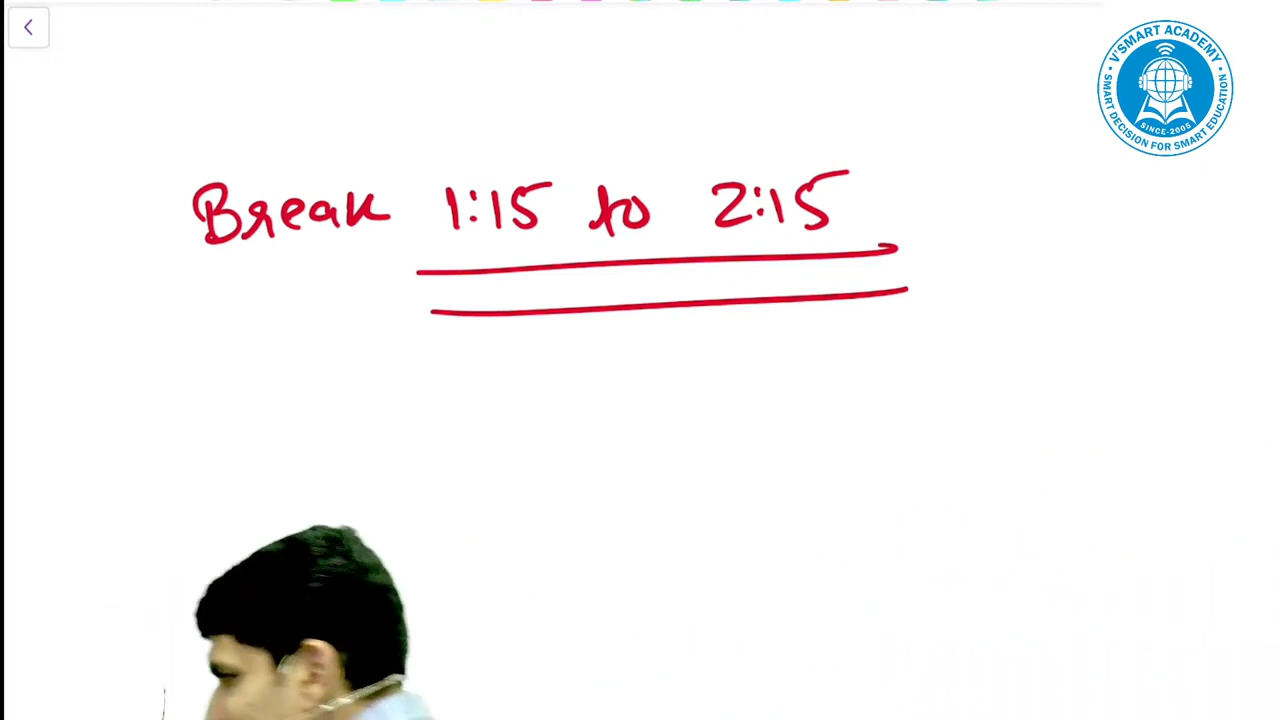 V'SMART ACADEMY
SMART DECISION FOR SMART EDUCATION
SINCE-2005
Break 1:15 to 2:15